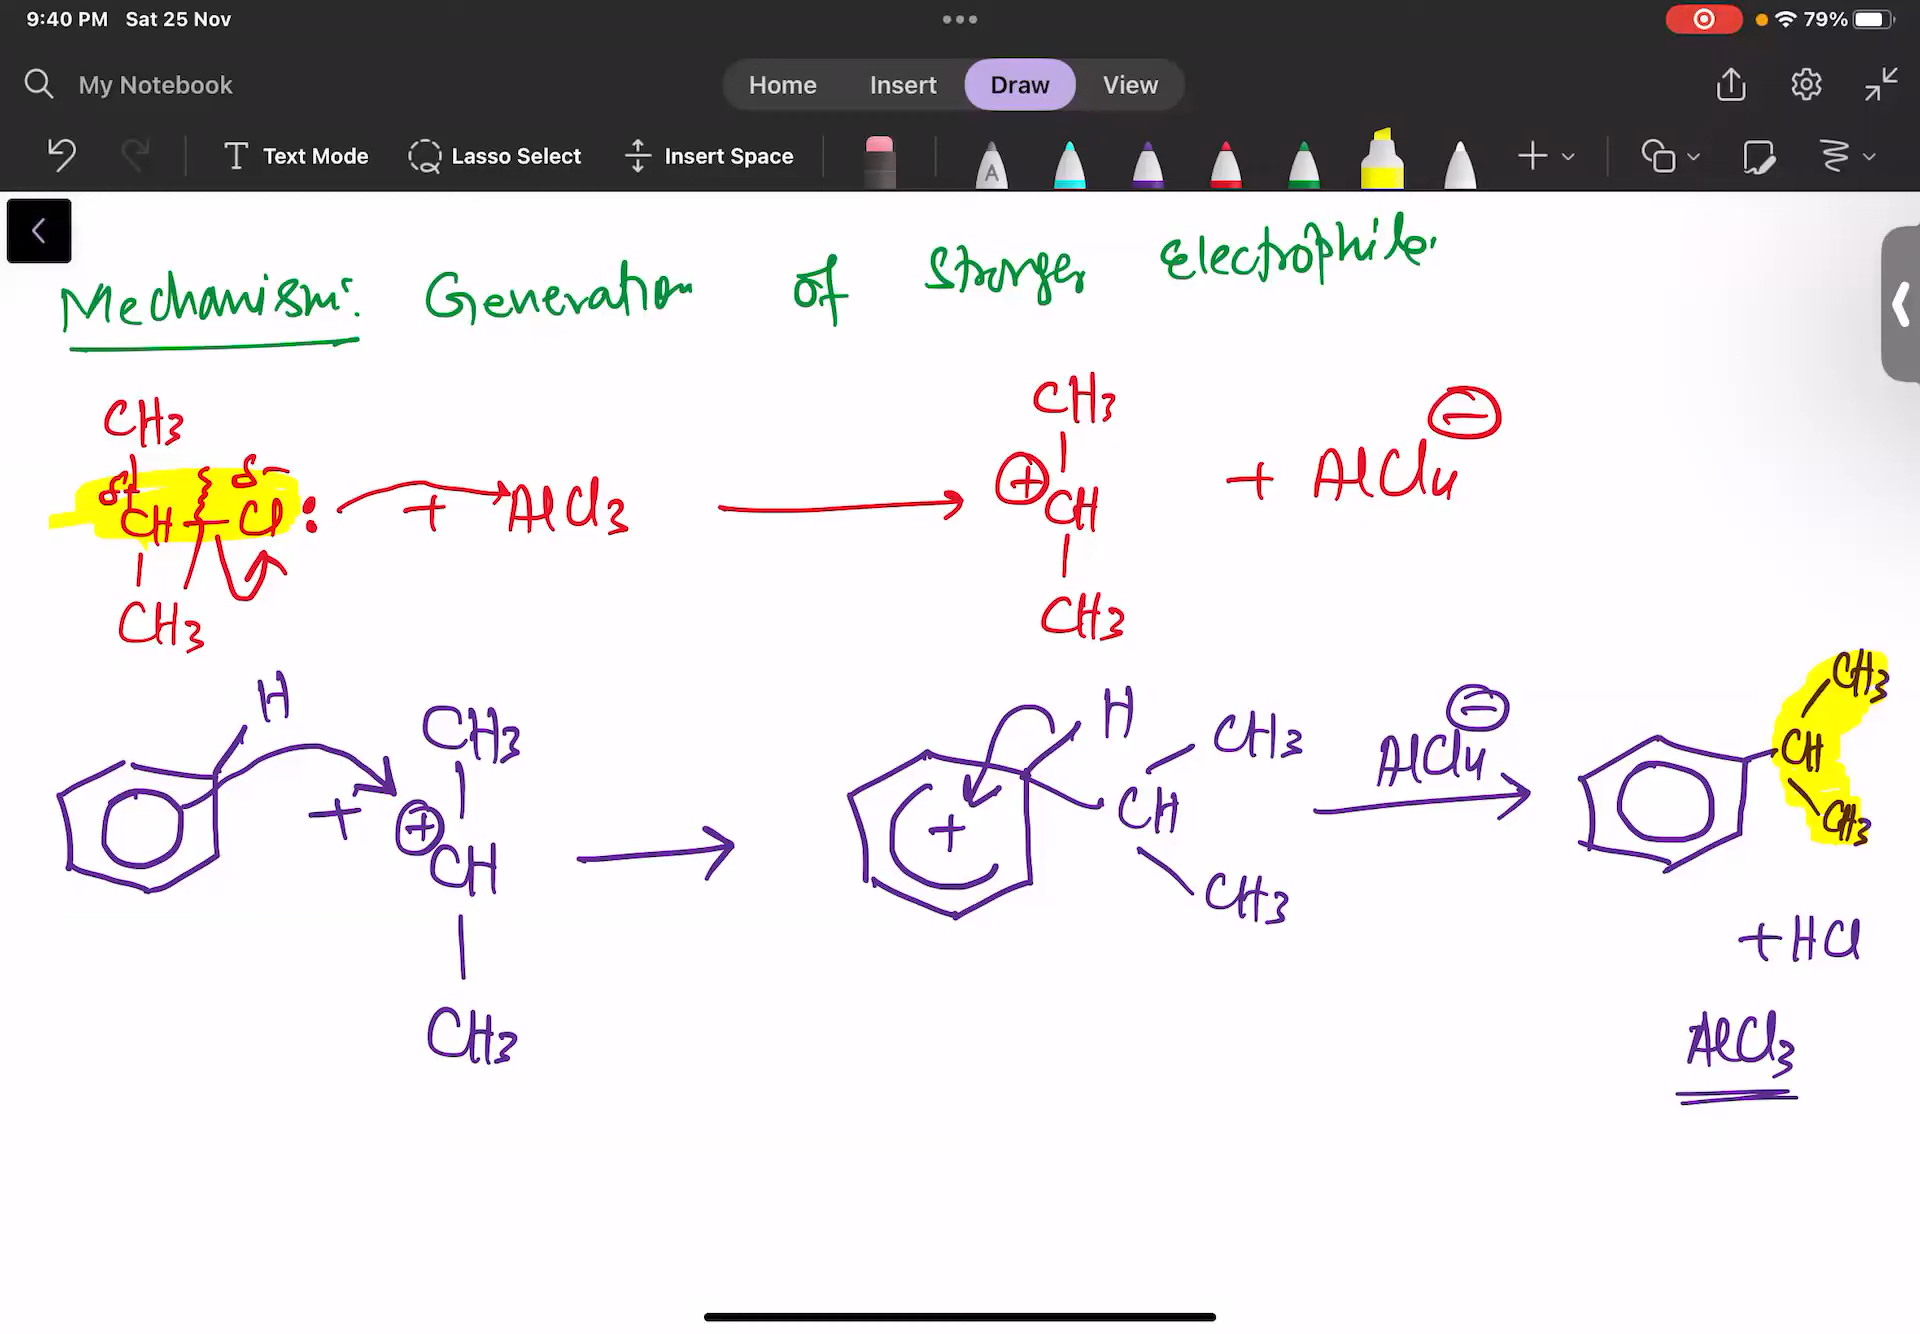 9:40 PM Sat 25 Nov 79%
My Notebook Home Insert Draw View
Text Mode Lasso Select Insert Space A
Mechanism: Generation of Stronger Electrophile.
CH3 CH3 ⊖
δ+ δ- ⊕
CH Cl: + AlCl3 CH + AlCl4
CH3 CH3
H CH3 H CH3 AlCl4 ⊖ CH3
+ ⊕ CH + CH CH
CH3 CH3 CH3
+ HCl
AlCl3